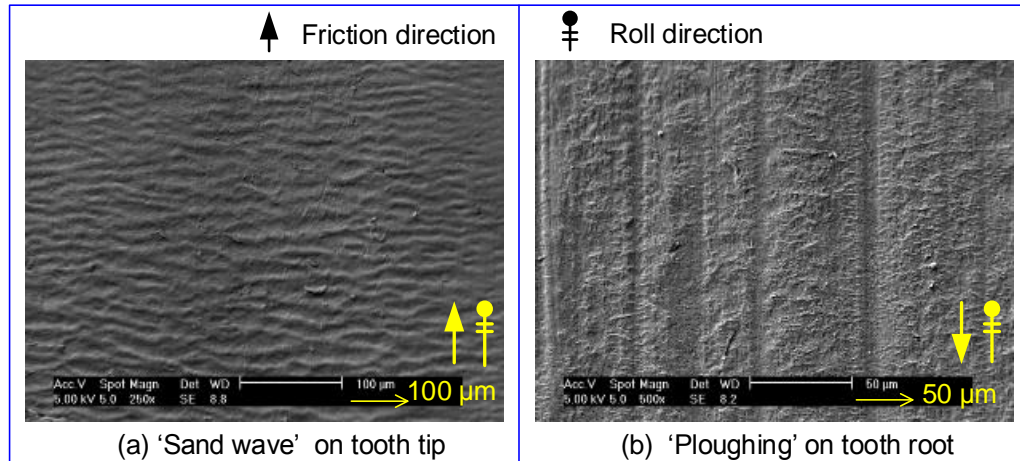 Friction direction
Roll direction
Acc.V Spot Magn Det WD 100 µm
5.00 kV 5.0 250x SE 8.8 100 µm
Acc.V Spot Magn Det WD 50 µm
5.00 kV 5.0 500x SE 8.2 50 µm
(a) ‘Sand wave’ on tooth tip
(b) ‘Ploughing’ on tooth root